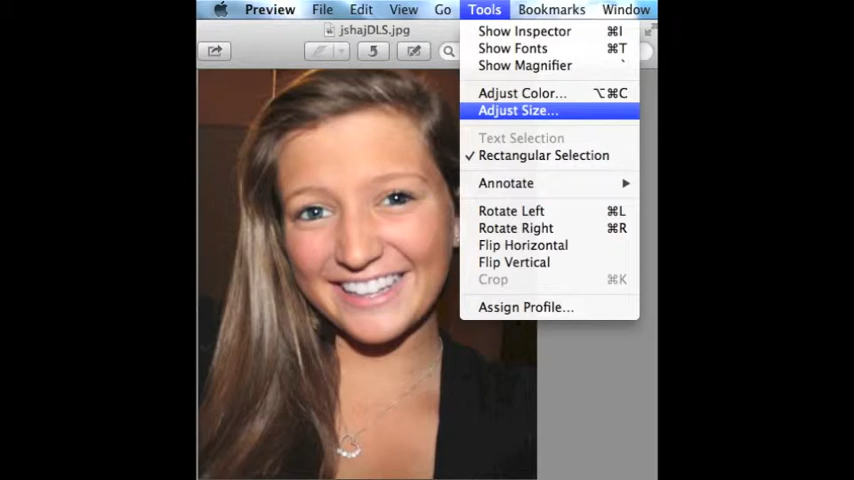 Preview File Edit View Go Tools Bookmarks Window
jshajDLS.jpg
Show Inspector ⌘I
Show Fonts ⌘T
Show Magnifier `
Adjust Color... ⌥⌘C
Adjust Size...
Text Selection
✓ Rectangular Selection
Annotate ▶
Rotate Left ⌘L
Rotate Right ⌘R
Flip Horizontal
Flip Vertical
Crop ⌘K
Assign Profile...